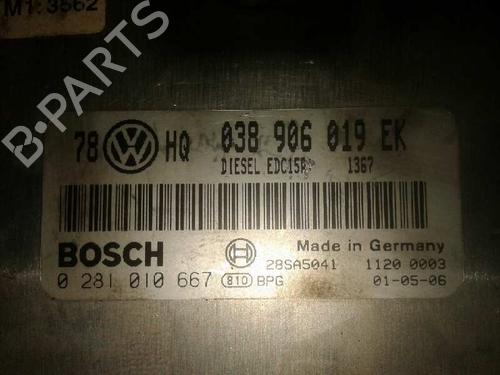 M1:3562
78 HQ 038 906 019 EK
DIESEL EDC15P 1367
BOSCH Made in Germany
28SA5041 1120 0003
0 281 010 667 810 BPG 01-05-06
B-PARTS